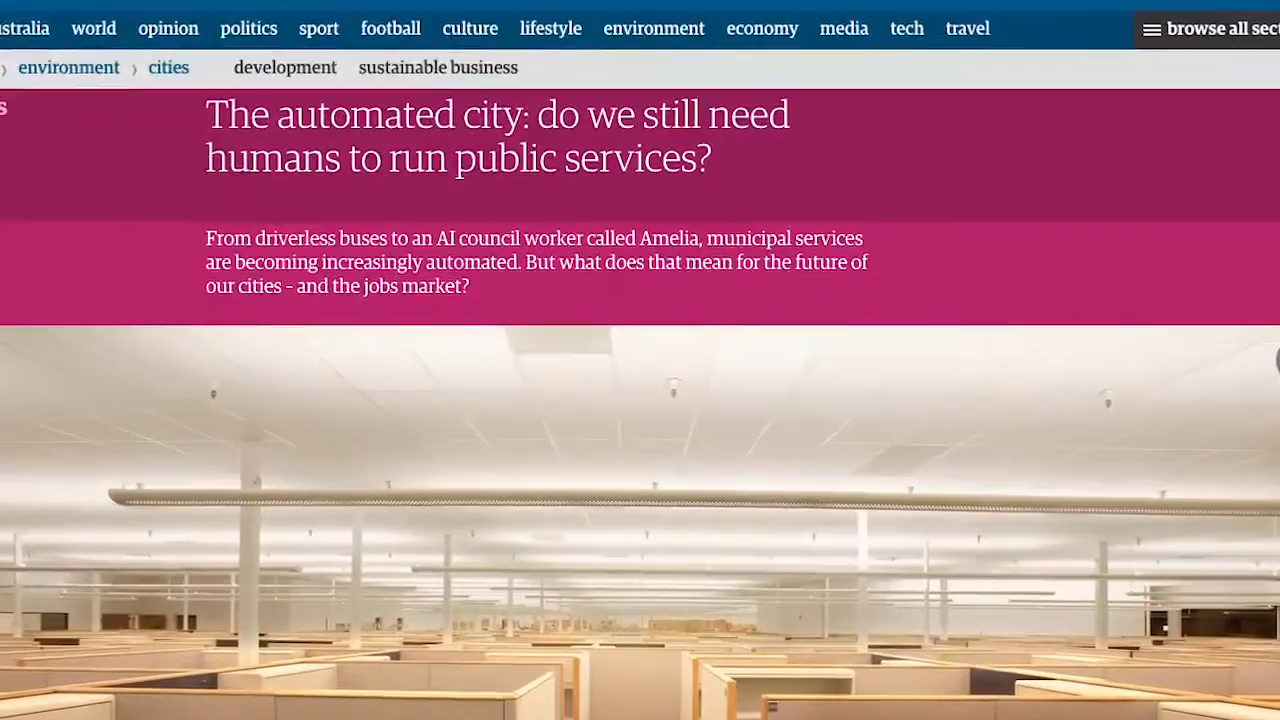 world opinion politics sport football culture lifestyle environment economy media tech travel browse all
environment cities development sustainable business
The automated city: do we still need
humans to run public services?
From driverless buses to an AI council worker called Amelia, municipal services
are becoming increasingly automated. But what does that mean for the future of
our cities – and the jobs market?